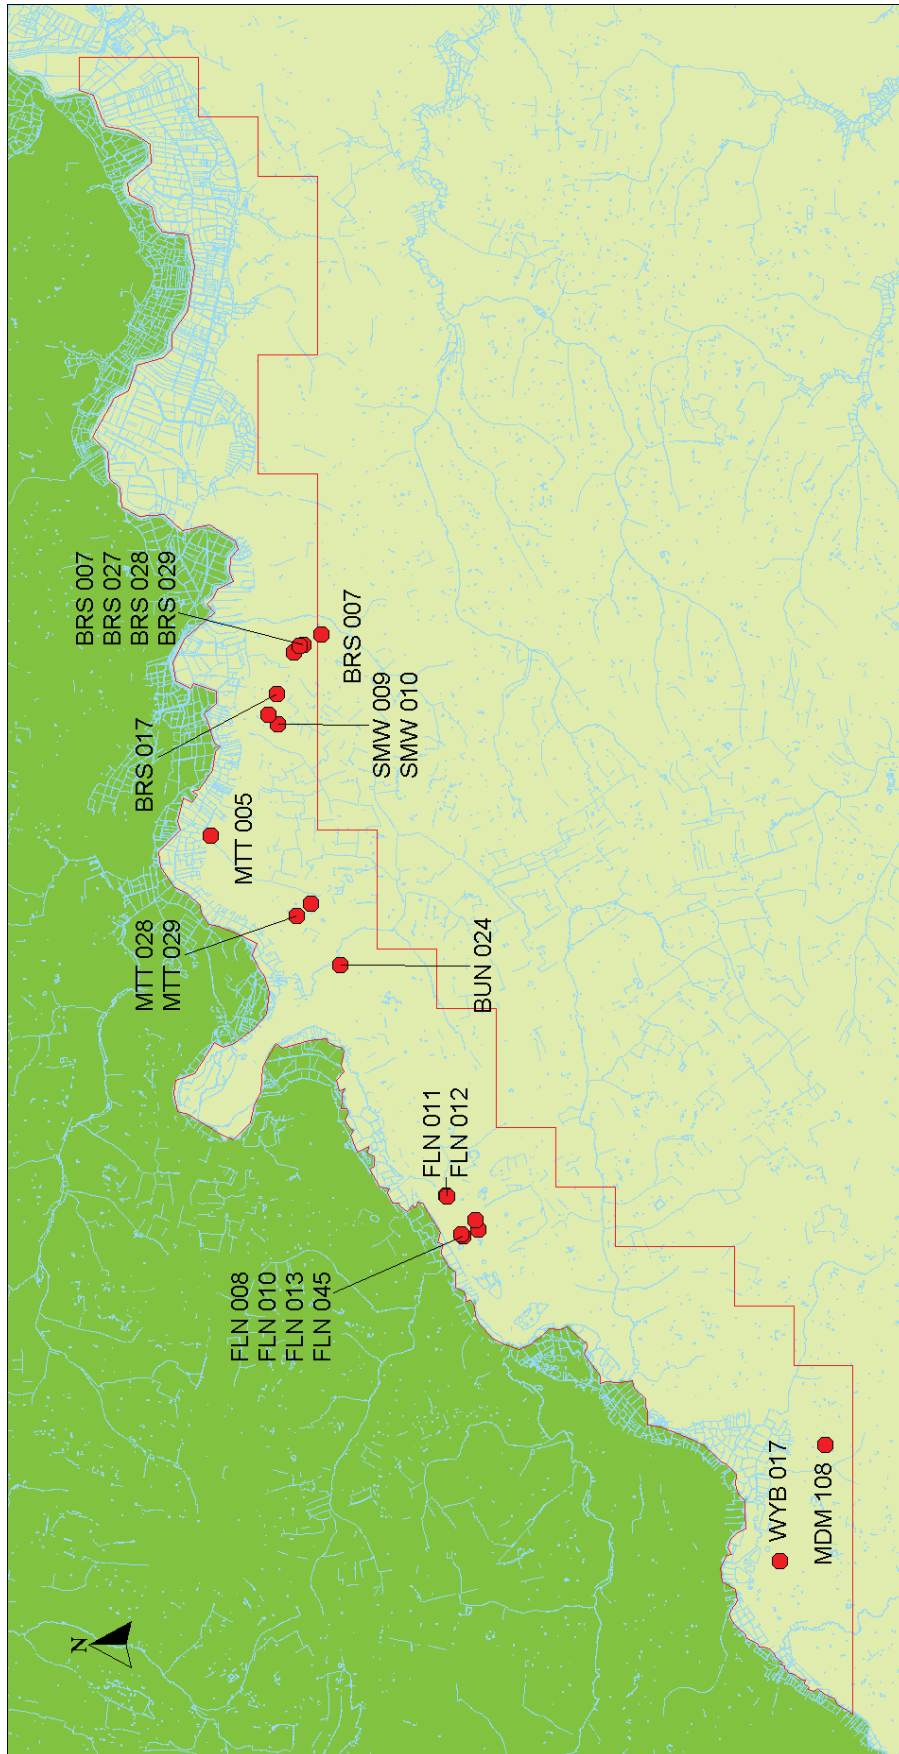 N
WYB 017
MDM 108
FLN 008
FLN 010
FLN 013
FLN 045
FLN 011
FLN 012
BUN 024
MTT 028
MTT 029
MTT 005
BRS 017
SMW 009
SMW 010
BRS 007
BRS 027
BRS 028
BRS 029
BRS 007